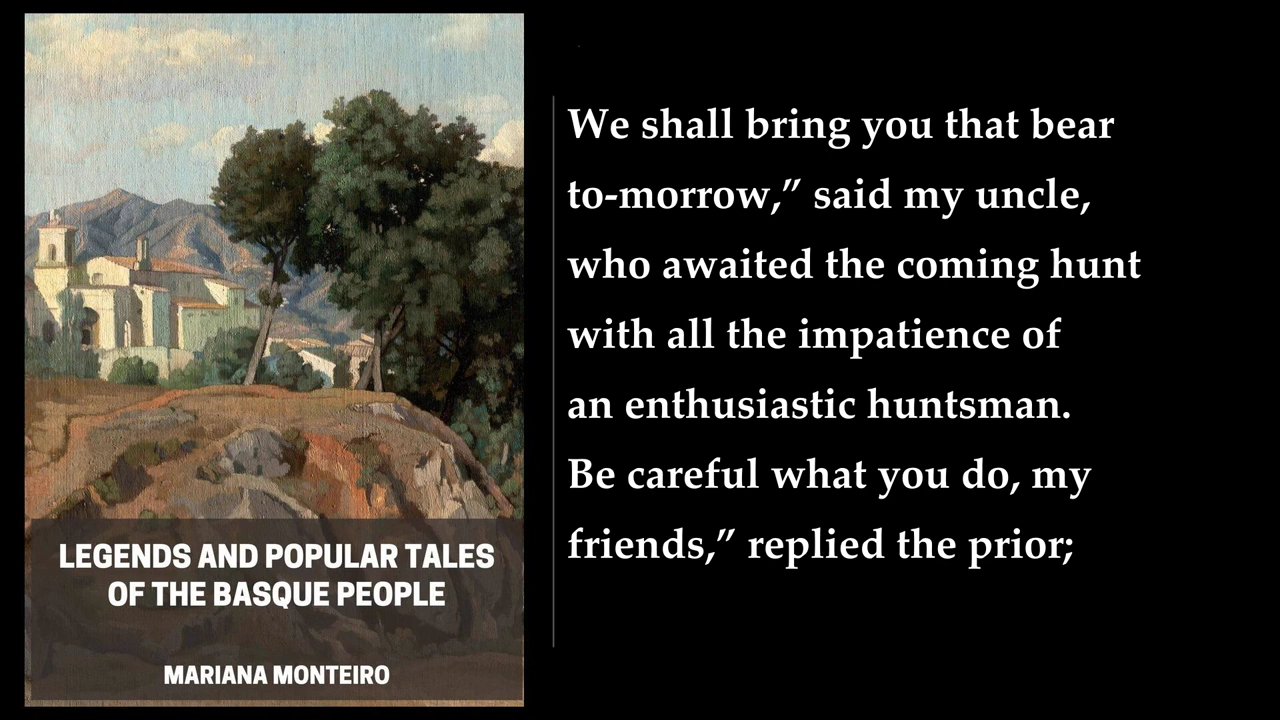 LEGENDS AND POPULAR TALES
OF THE BASQUE PEOPLE
MARIANA MONTEIRO
We shall bring you that bear
to-morrow,” said my uncle,
who awaited the coming hunt
with all the impatience of
an enthusiastic huntsman.
Be careful what you do, my
friends,” replied the prior;